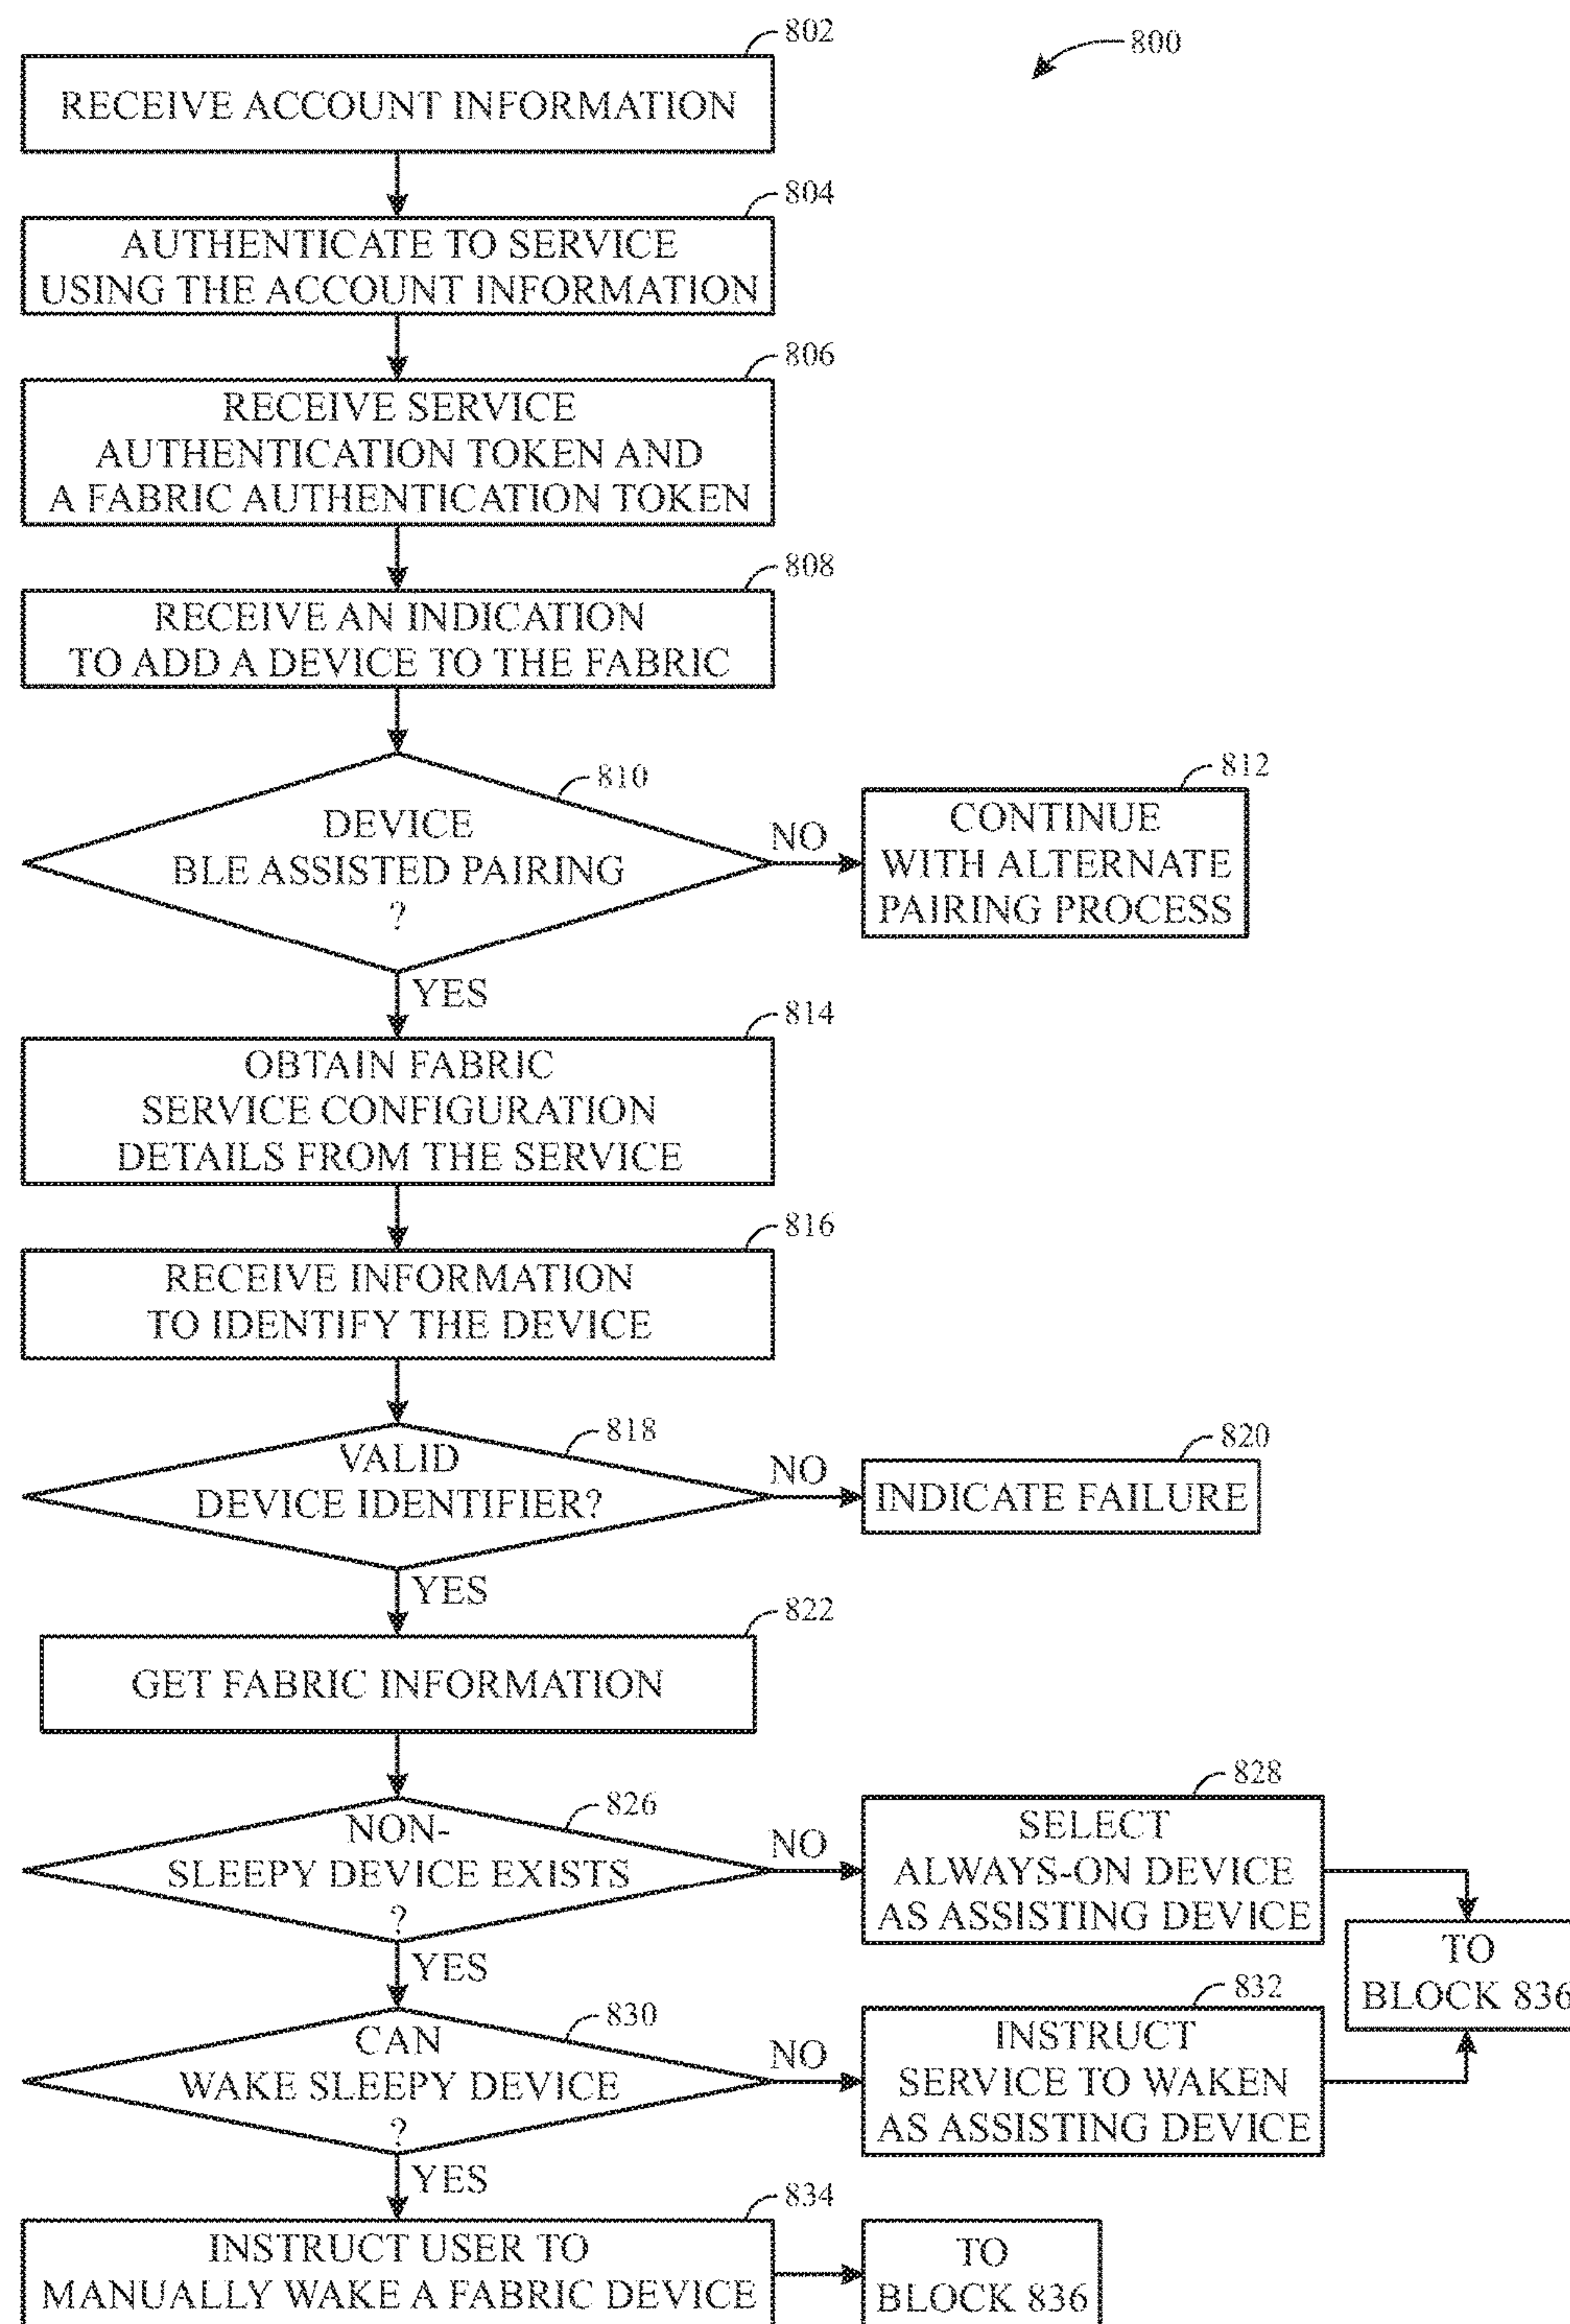 802
800
RECEIVE ACCOUNT INFORMATION
804
AUTHENTICATE TO SERVICE
USING THE ACCOUNT INFORMATION
806
RECEIVE SERVICE
AUTHENTICATION TOKEN AND
A FABRIC AUTHENTICATION TOKEN
808
RECEIVE AN INDICATION
TO ADD A DEVICE TO THE FABRIC
810
DEVICE
BLE ASSISTED PAIRING
?
NO
812
CONTINUE
WITH ALTERNATE
PAIRING PROCESS
YES
814
OBTAIN FABRIC
SERVICE CONFIGURATION
DETAILS FROM THE SERVICE
816
RECEIVE INFORMATION
TO IDENTIFY THE DEVICE
818
VALID
DEVICE IDENTIFIER?
NO
820
INDICATE FAILURE
YES
822
GET FABRIC INFORMATION
826
NON-
SLEEPY DEVICE EXISTS
?
NO
828
SELECT
ALWAYS-ON DEVICE
AS ASSISTING DEVICE
TO
BLOCK 836
YES
830
CAN
WAKE SLEEPY DEVICE
?
NO
832
INSTRUCT
SERVICE TO WAKEN
AS ASSISTING DEVICE
YES
834
INSTRUCT USER TO
MANUALLY WAKE A FABRIC DEVICE
TO
BLOCK 836